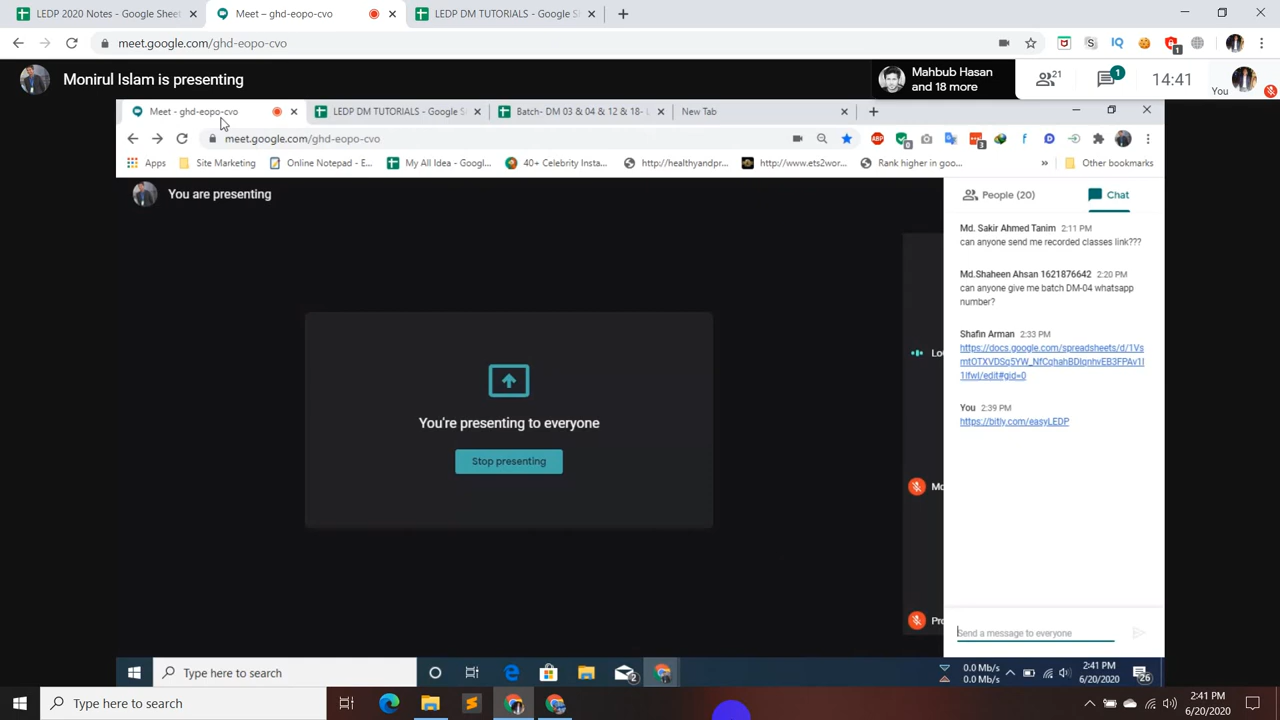 LEDP 2020 Notes - Google Sheet
Meet – ghd-eopo-cvo
LEDP DM TUTORIALS - Google Sh
meet.google.com/ghd-eopo-cvo
1
Monirul Islam is presenting
Mahbub Hasan
and 18 more
21
1
14:41
You
Meet - ghd-eopo-cvo
LEDP DM TUTORIALS - Google S
Batch- DM 03 & 04 & 12 & 18- L
New Tab
meet.google.com/ghd-eopo-cvo
ABP
0
3
Apps
Site Marketing
Online Notepad - E...
My All Idea - Googl...
40+ Celebrity Insta...
http://healthyandpr...
http://www.ets2wor...
Rank higher in goo...
Other bookmarks
You are presenting
People (20)
Chat
Md. Sakir Ahmed Tanim 2:11 PM
can anyone send me recorded classes link???
Md.Shaheen Ahsan 1621876642 2:20 PM
can anyone give me batch DM-04 whatsapp
number?
Shafin Arman 2:33 PM
https://docs.google.com/spreadsheets/d/1Vs
You 2:39 PM
https://bitly.com/easyLEDP
You're presenting to everyone
Stop presenting
Lo
Mo
Pro
Send a message to everyone
Type here to search
2
0.0 Mb/s
0.0 Mb/s
2:41 PM
6/20/2020
26
Type here to search
2:41 PM
6/20/2020